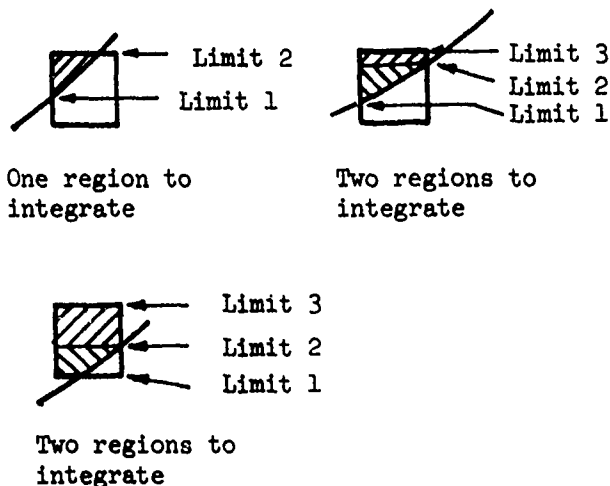 Limit 2
Limit 1
One region to
integrate
Limit 3
Limit 2
Limit 1
Two regions to
integrate
Limit 3
Limit 2
Limit 1
Two regions to
integrate